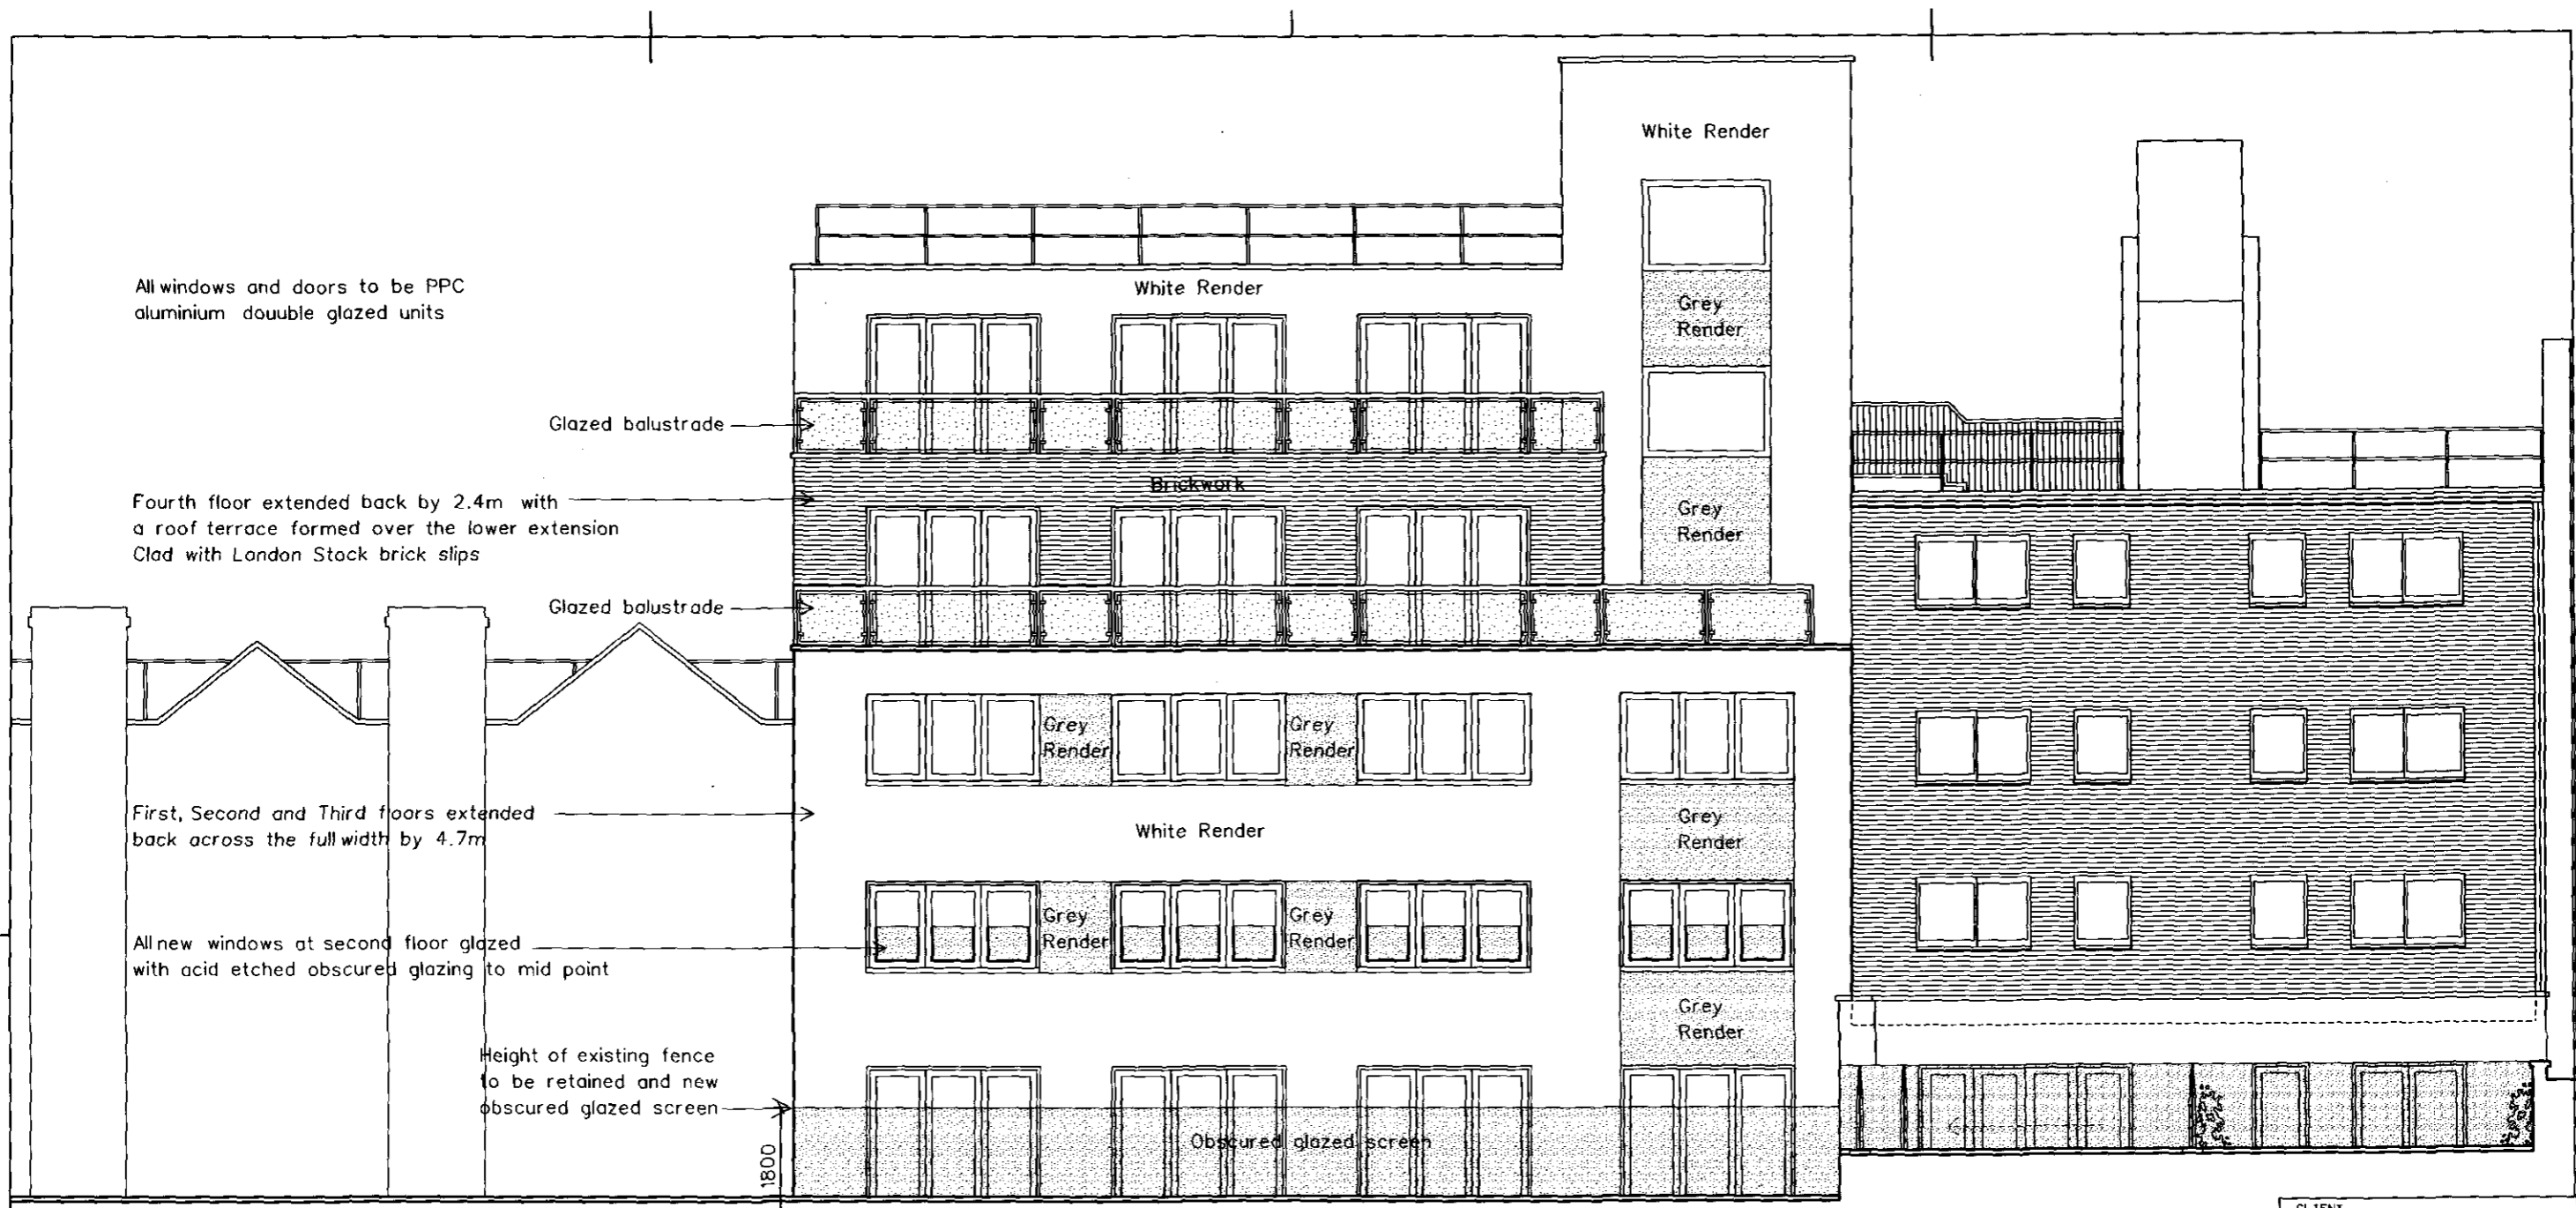 White Render
All windows and doors to be PPC
aluminium douuble glazed units
White Render
Grey
Render
Glazed balustrade
Brickwork
Fourth floor extended back by 2.4m with
a roof terrace formed over the lower extension
Clad with London Stock brick slips
Grey
Render
Glazed balustrade
Grey
Render
Grey
Render
First, Second and Third floors extended
back across the full width by 4.7m
White Render
Grey
Render
All new windows at second floor glazed
with acid etched obscured glazing to mid point
Grey
Render
Grey
Render
Grey
Render
Height of existing fence
to be retained and new
obscured glazed screen
Obscured glazed screen
1800
CLIENT